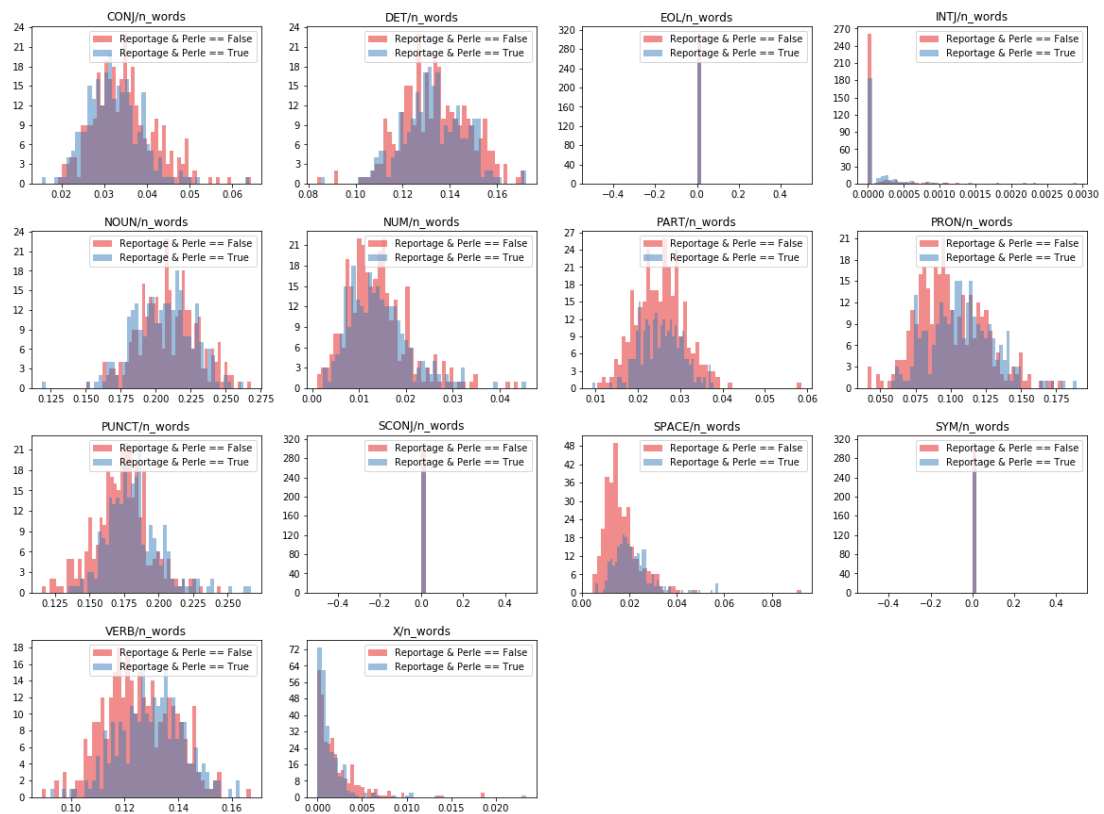 CONJ/n_words
24
21
18
15
12
9
6
3
0
0.02 0.03 0.04 0.05 0.06
Reportage & Perle == False
Reportage & Perle == True
DET/n_words
24
21
18
15
12
9
6
3
0
0.08 0.10 0.12 0.14 0.16
Reportage & Perle == False
Reportage & Perle == True
EOL/n_words
320
280
240
200
160
120
80
40
0
−0.4 −0.2 0.0 0.2 0.4
Reportage & Perle == False
Reportage & Perle == True
INTJ/n_words
270
240
210
180
150
120
90
60
30
0
0.0000 0.0005 0.0010 0.0015 0.0020 0.0025 0.0030
Reportage & Perle == False
Reportage & Perle == True
NOUN/n_words
24
21
18
15
12
9
6
3
0
0.125 0.150 0.175 0.200 0.225 0.250 0.275
Reportage & Perle == False
Reportage & Perle == True
NUM/n_words
21
18
15
12
9
6
3
0
0.00 0.01 0.02 0.03 0.04
Reportage & Perle == False
Reportage & Perle == True
PART/n_words
27
24
21
18
15
12
9
6
3
0
0.01 0.02 0.03 0.04 0.05 0.06
Reportage & Perle == False
Reportage & Perle == True
PRON/n_words
21
18
15
12
9
6
3
0
0.050 0.075 0.100 0.125 0.150 0.175
Reportage & Perle == False
Reportage & Perle == True
PUNCT/n_words
21
18
15
12
9
6
3
0
0.125 0.150 0.175 0.200 0.225 0.250
Reportage & Perle == False
Reportage & Perle == True
SCONJ/n_words
320
280
240
200
160
120
80
40
0
−0.4 −0.2 0.0 0.2 0.4
Reportage & Perle == False
Reportage & Perle == True
SPACE/n_words
48
42
36
30
24
18
12
6
0
0.00 0.02 0.04 0.06 0.08
Reportage & Perle == False
Reportage & Perle == True
SYM/n_words
320
280
240
200
160
120
80
40
0
−0.4 −0.2 0.0 0.2 0.4
Reportage & Perle == False
Reportage & Perle == True
VERB/n_words
18
16
14
12
10
8
6
4
2
0
0.10 0.12 0.14 0.16
Reportage & Perle == False
Reportage & Perle == True
X/n_words
72
64
56
48
40
32
24
16
8
0
0.000 0.005 0.010 0.015 0.020
Reportage & Perle == False
Reportage & Perle == True